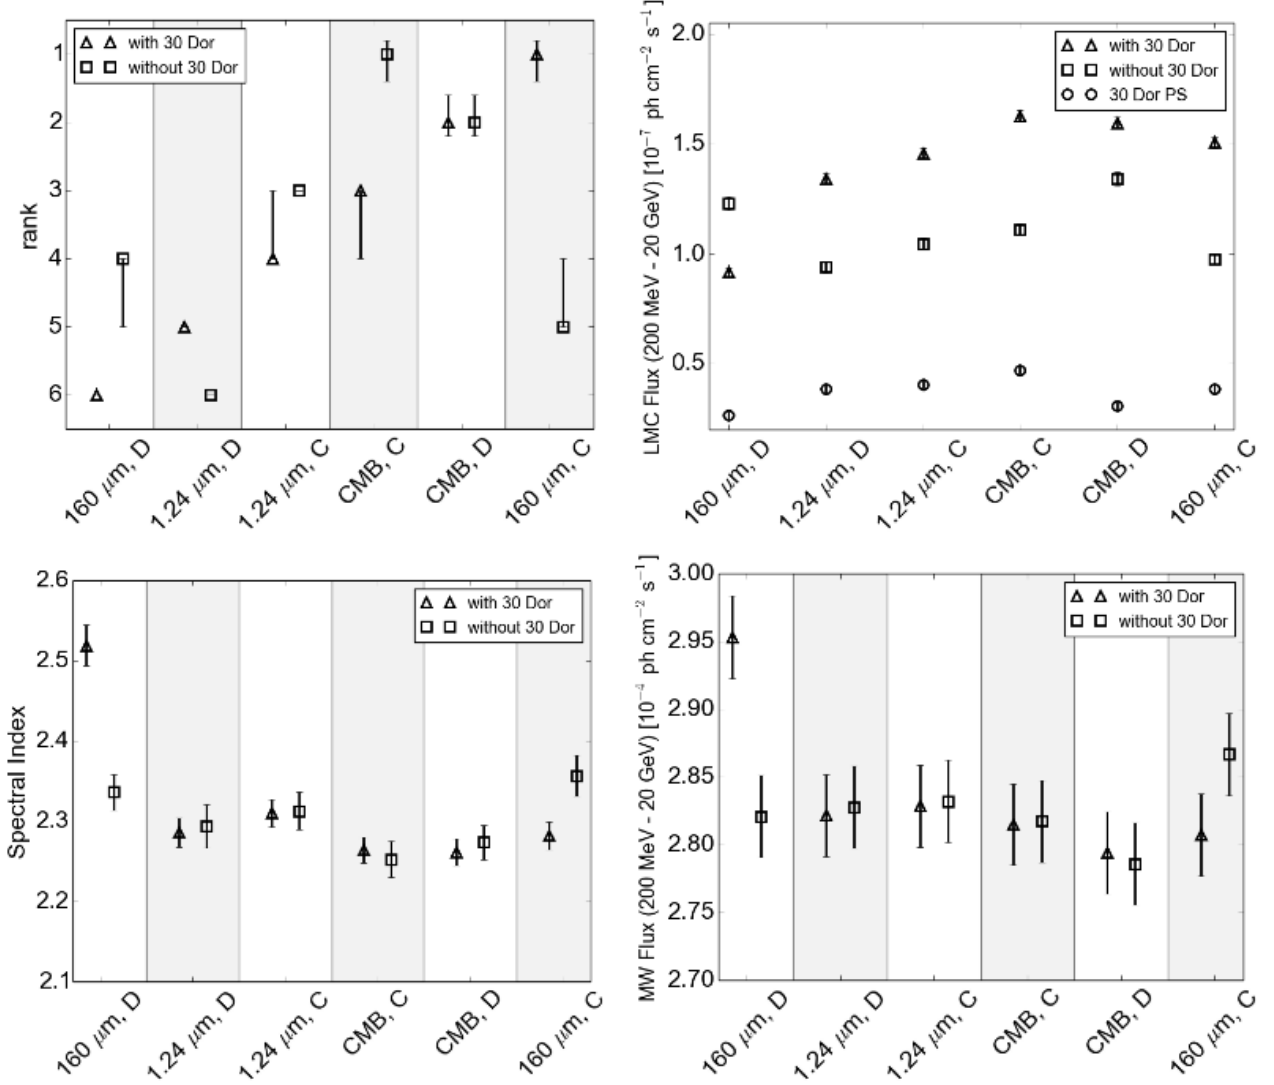 with 30 Dor
without 30 Dor
rank
1
2
3
4
5
6
160 μm, D
1.24 μm, D
1.24 μm, C
CMB, C
CMB, D
160 μm, C
LMC Flux (200 MeV - 20 GeV) [10⁻⁷ ph cm⁻² s⁻¹]
2.0
1.5
1.0
0.5
with 30 Dor
without 30 Dor
30 Dor PS
160 μm, D
1.24 μm, D
1.24 μm, C
CMB, C
CMB, D
160 μm, C
Spectral Index
2.6
2.5
2.4
2.3
2.2
2.1
with 30 Dor
without 30 Dor
160 μm, D
1.24 μm, D
1.24 μm, C
CMB, C
CMB, D
160 μm, C
MW Flux (200 MeV - 20 GeV) [10⁻⁴ ph cm⁻² s⁻¹]
3.00
2.95
2.90
2.85
2.80
2.75
2.70
with 30 Dor
without 30 Dor
160 μm, D
1.24 μm, D
1.24 μm, C
CMB, C
CMB, D
160 μm, C